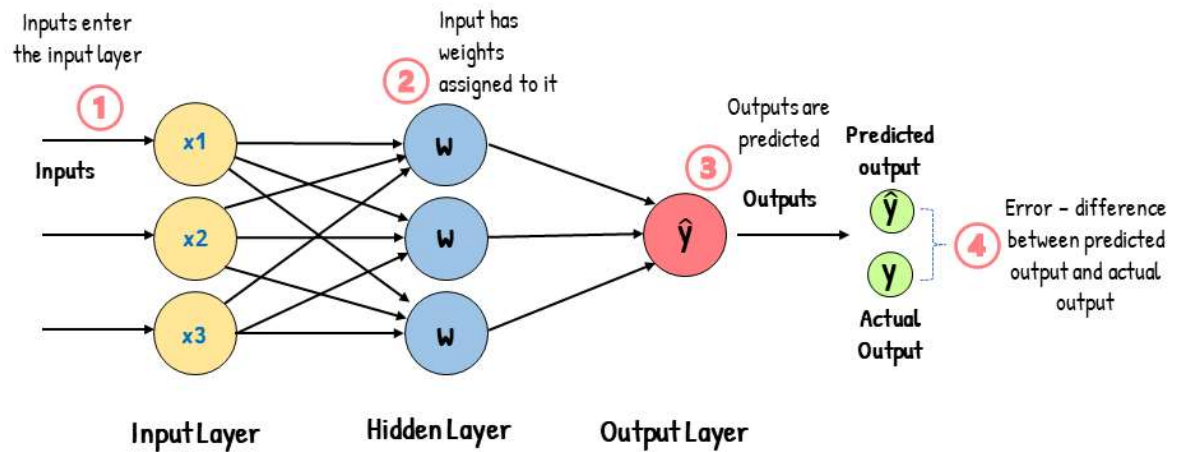 Inputs enter
the input layer
1
Inputs
x1
x2
x3
Input Layer
Input has
weights
assigned to it
2
w
w
w
Hidden Layer
Outputs are
predicted
3
ŷ
Outputs
Output Layer
Predicted
output
ŷ
y
Actual
Output
4
Error – difference
between predicted
output and actual
output